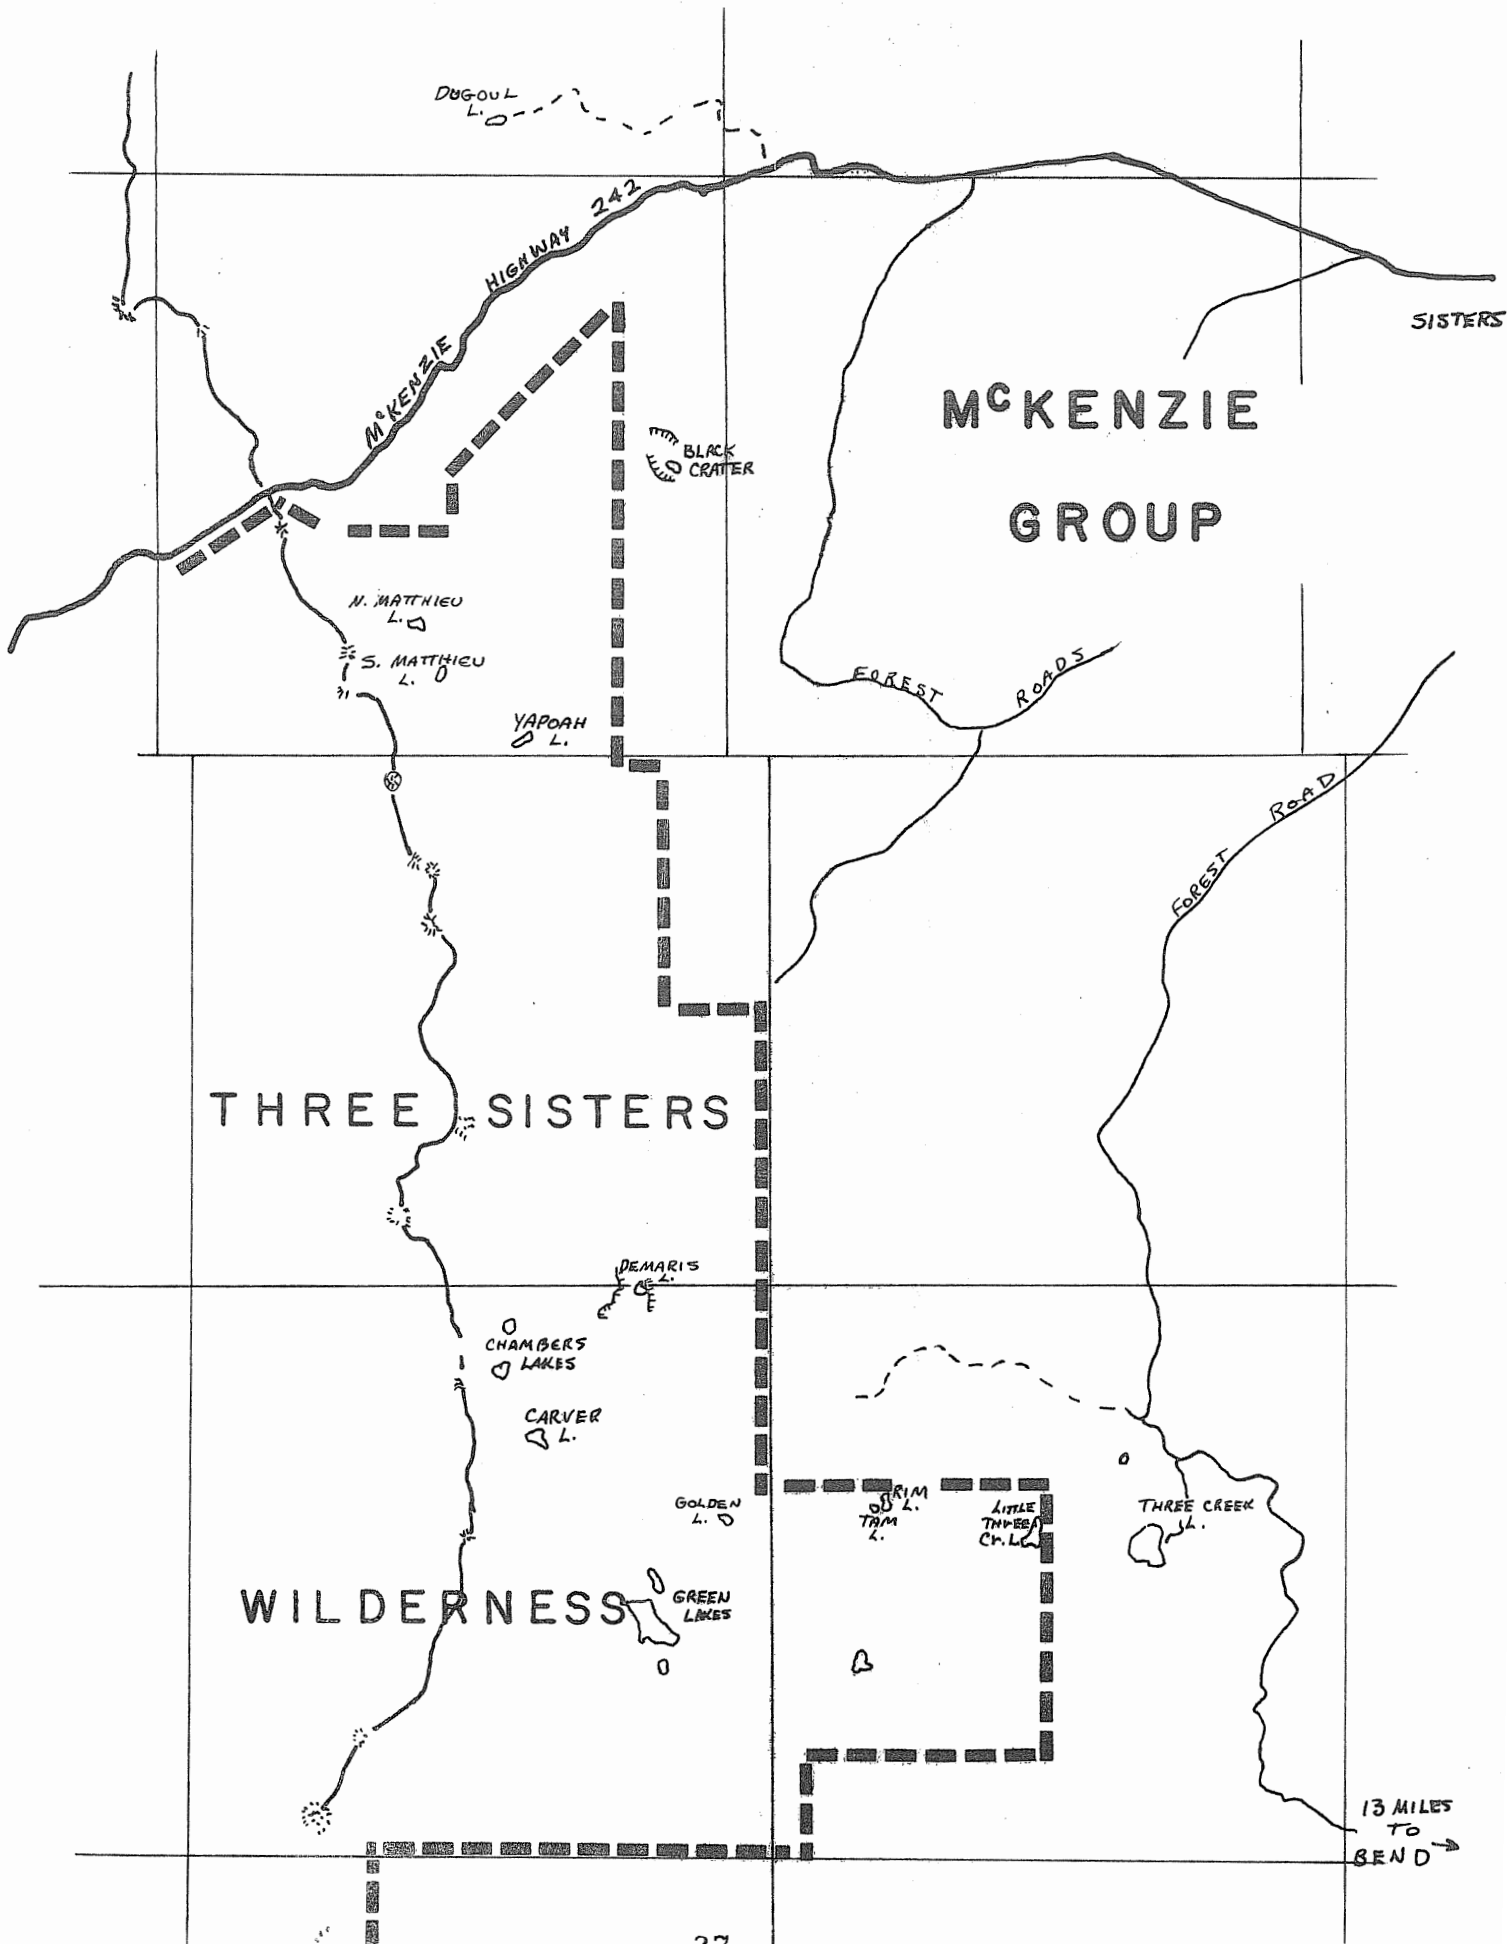 DUGOUL
L.
McKENZIE HIGHWAY 242
SISTERS
McKENZIE
GROUP
BLACK
CRATER
N. MATTHIEU
L.
S. MATTHIEU
L.
YAPOAH
L.
FOREST ROADS
FOREST ROAD
THREE SISTERS
DEMARIS
L.
CHAMBERS
LAKES
CARVER
L.
GOLDEN
L.
RIM
L.
TAM
L.
LITTLE
THREE
Cr. L.
THREE CREEK
L.
WILDERNESS
GREEN
LAKES
13 MILES
TO
BEND